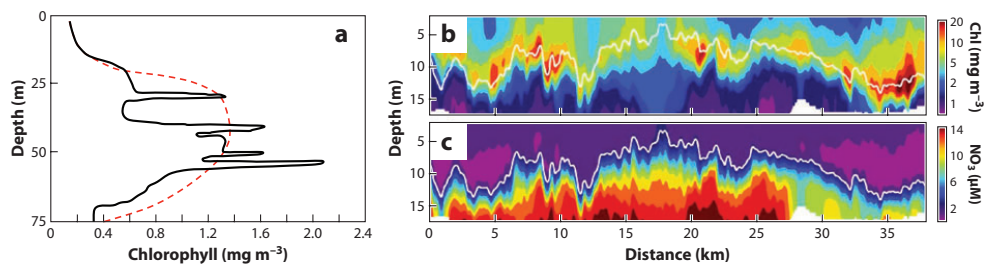 a
0
25
50
75
Depth (m)
0 0.4 0.8 1.2 1.6 2.0 2.4
Chlorophyll (mg m−3)
b
5
10
15
Depth (m)
20
10
5
2
1
Chl (mg m−3)
c
5
10
15
Depth (m)
14
10
6
4
2
NO3 (μM)
0 5 10 15 20 25 30 35
Distance (km)